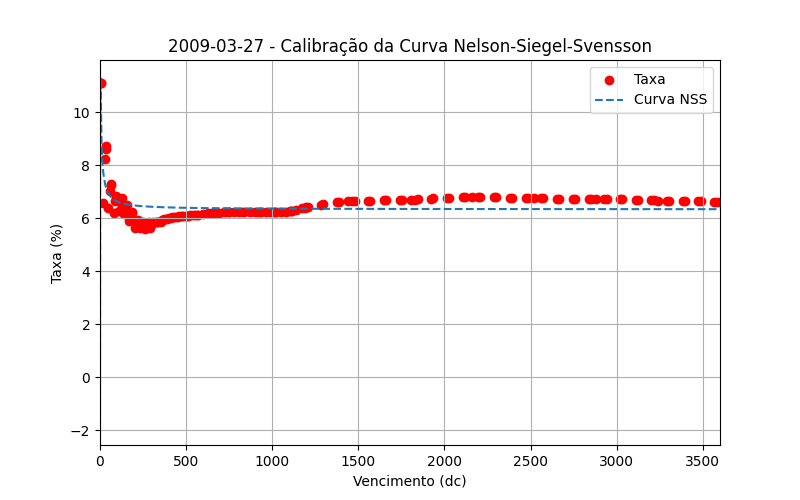 2009-03-27 - Calibração da Curva Nelson-Siegel-Svensson
Taxa
Curva NSS
Taxa (%)
10
8
6
4
2
0
−2
0 500 1000 1500 2000 2500 3000 3500
Vencimento (dc)